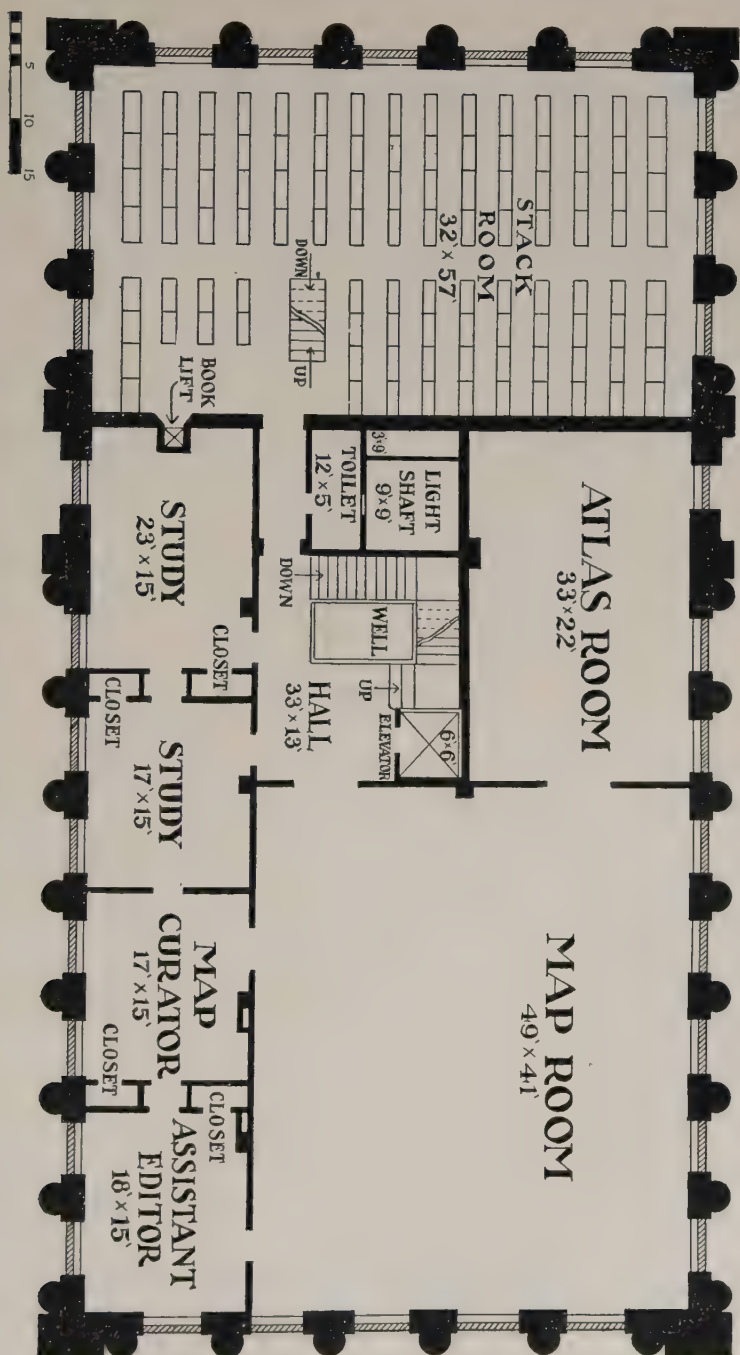 5
10
15
STACK
ROOM
32' × 57'
DOWN
UP
BOOK
LIFT
ATLAS ROOM
33' × 22'
3×9'
LIGHT
SHAFT
9'×9'
TOILET
12' × 5'
STUDY
23' × 15'
DOWN
WELL
UP
HALL
33' × 13'
6'×6'
ELEVATOR
CLOSET
CLOSET
STUDY
17' × 15'
MAP ROOM
49' × 41'
MAP
CURATOR
17' × 15'
CLOSET
CLOSET
ASSISTANT
EDITOR
18' × 15'